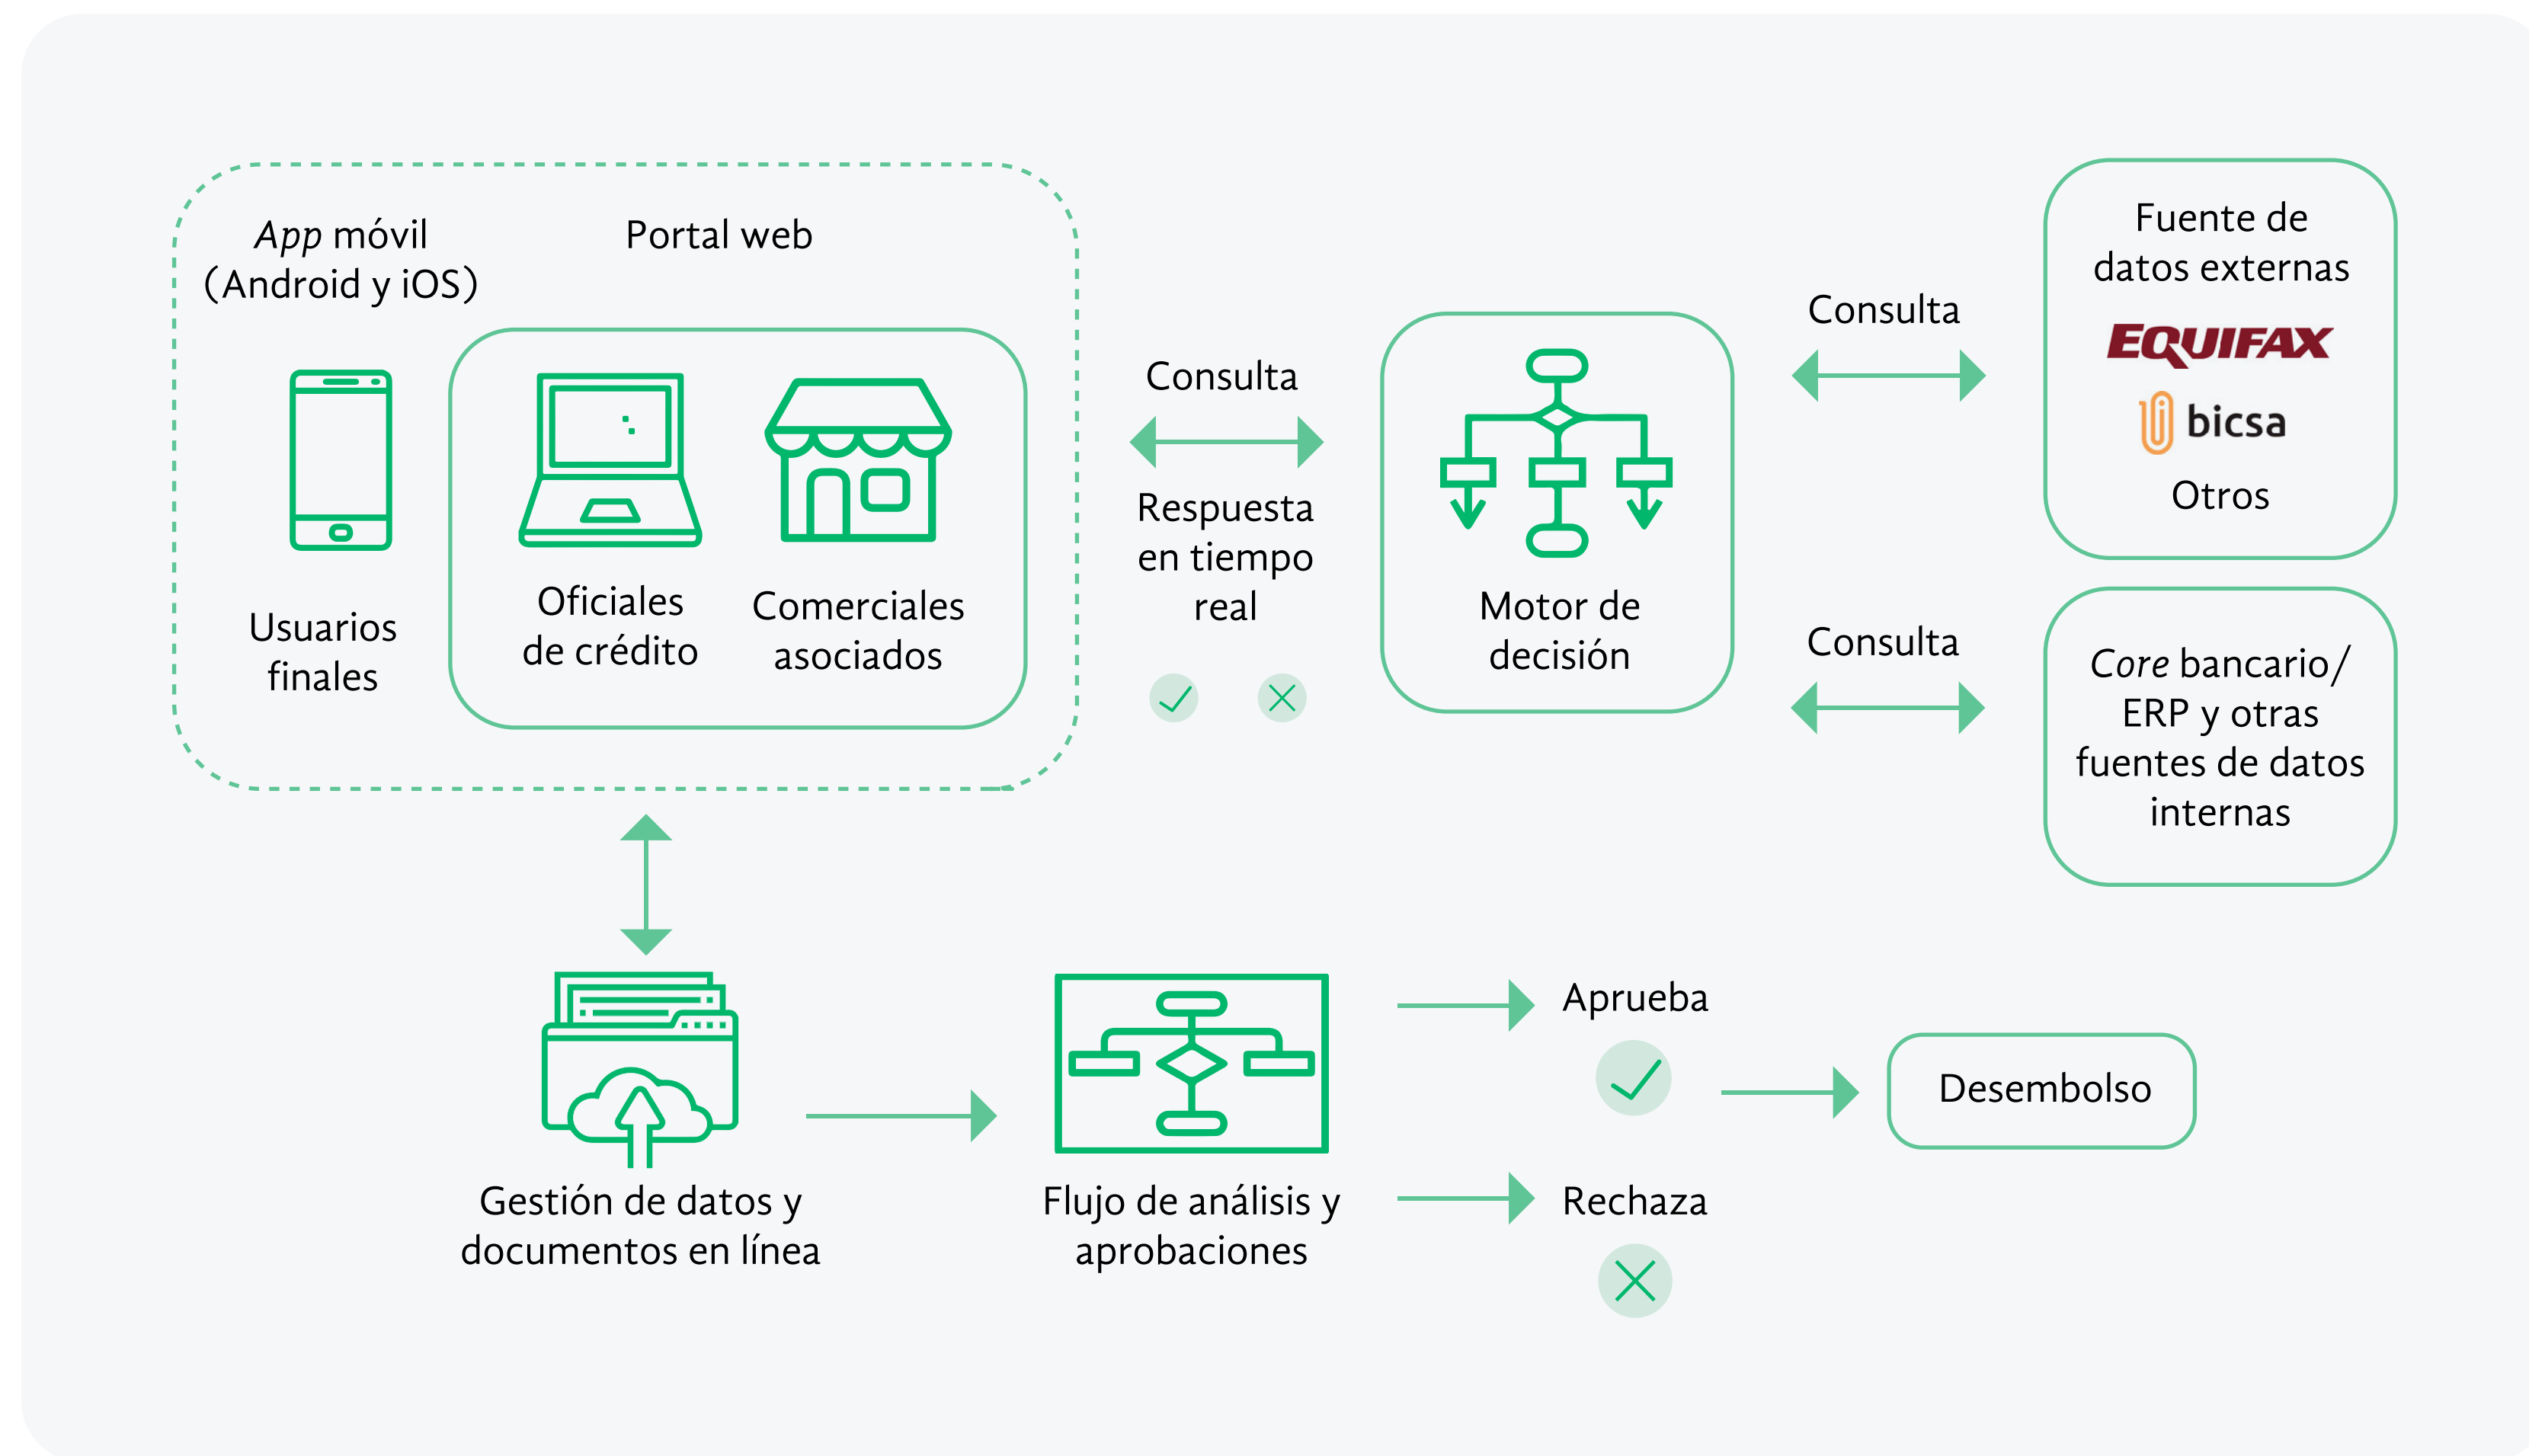 App móvil
(Android y iOS)
Portal web
Usuarios
finales
Oficiales
de crédito
Comerciales
asociados
Consulta
Respuesta
en tiempo
real
Motor de
decisión
Consulta
Fuente de
datos externas
EQUIFAX
bicsa
Otros
Consulta
Core bancario/
ERP y otras
fuentes de datos
internas
Gestión de datos y
documentos en línea
Flujo de análisis y
aprobaciones
Aprueba
Rechaza
Desembolso